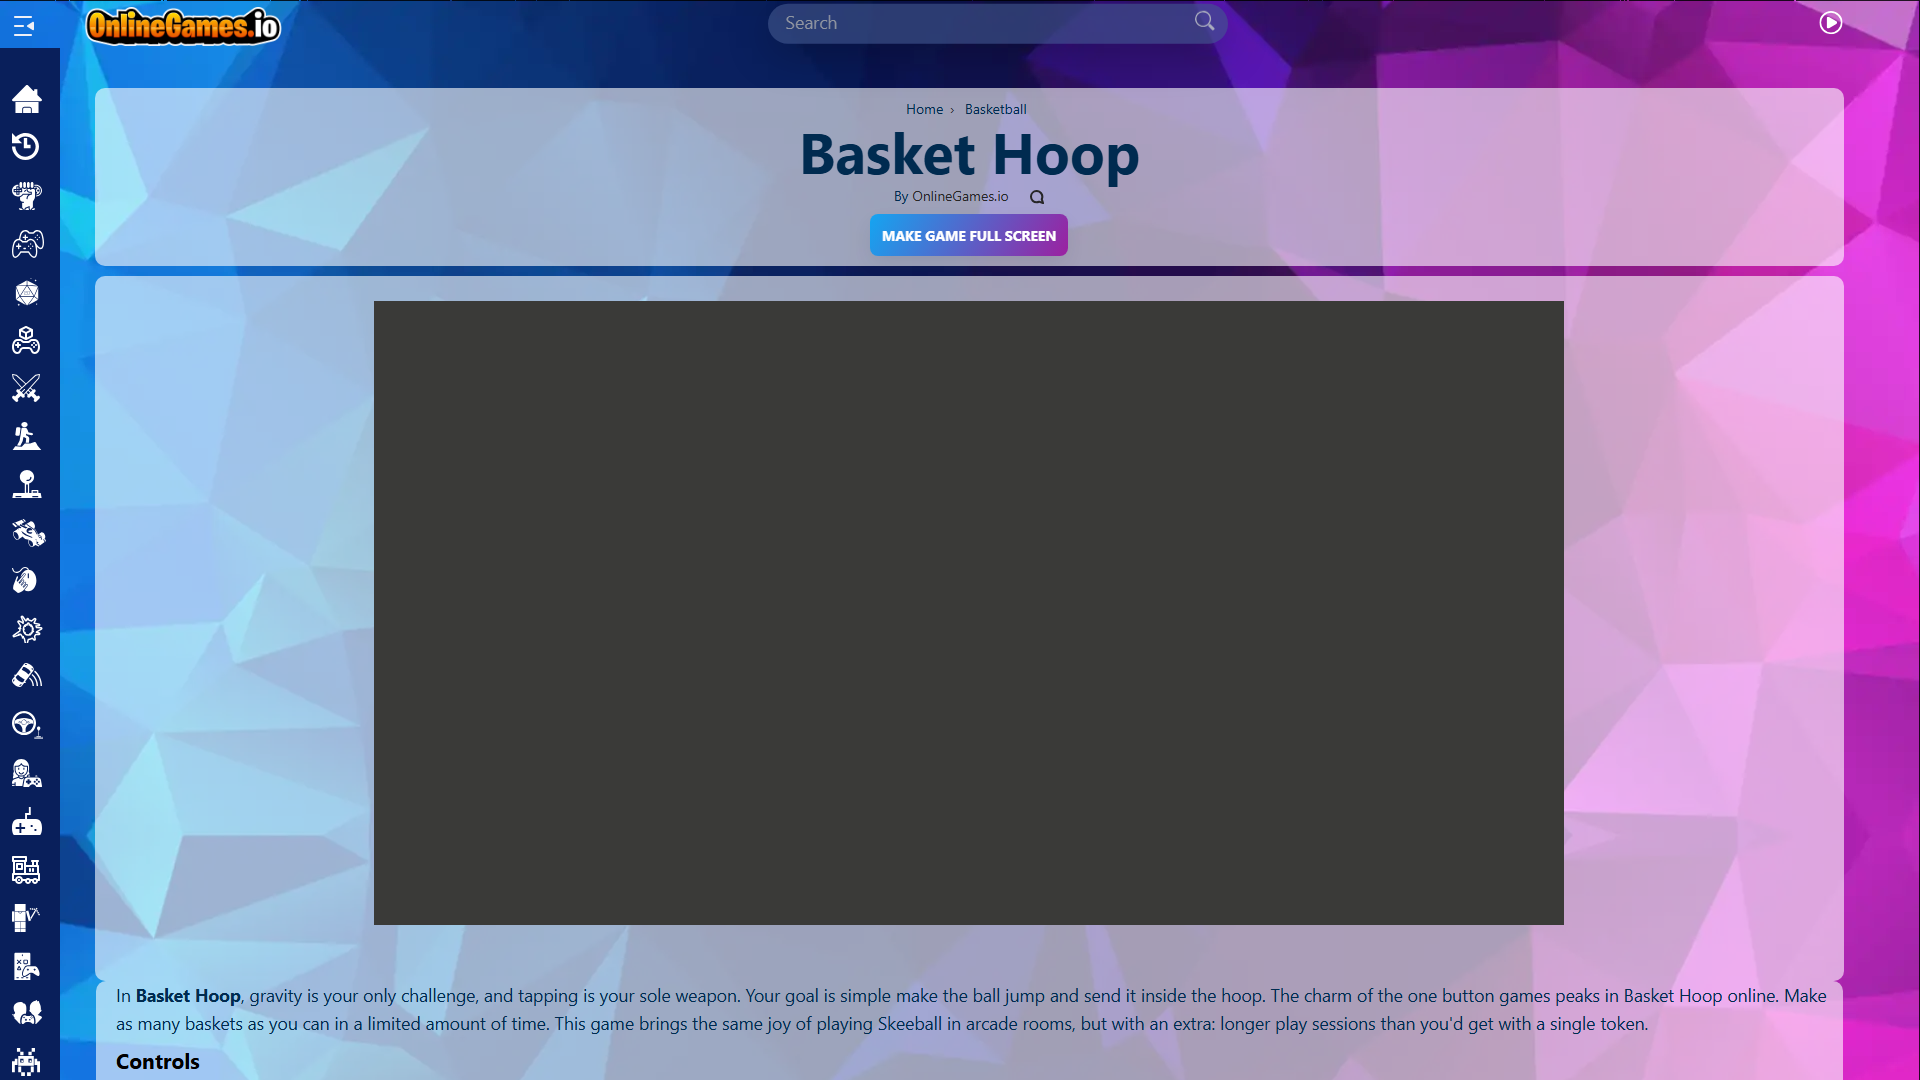 OnlineGames.io
Search
Home › Basketball
Basket Hoop
By OnlineGames.io
MAKE GAME FULL SCREEN
In Basket Hoop, gravity is your only challenge, and tapping is your sole weapon. Your goal is simple make the ball jump and send it inside the hoop. The charm of the one button games peaks in Basket Hoop online. Make
as many baskets as you can in a limited amount of time. This game brings the same joy of playing Skeeball in arcade rooms, but with an extra: longer play sessions than you'd get with a single token.
Controls